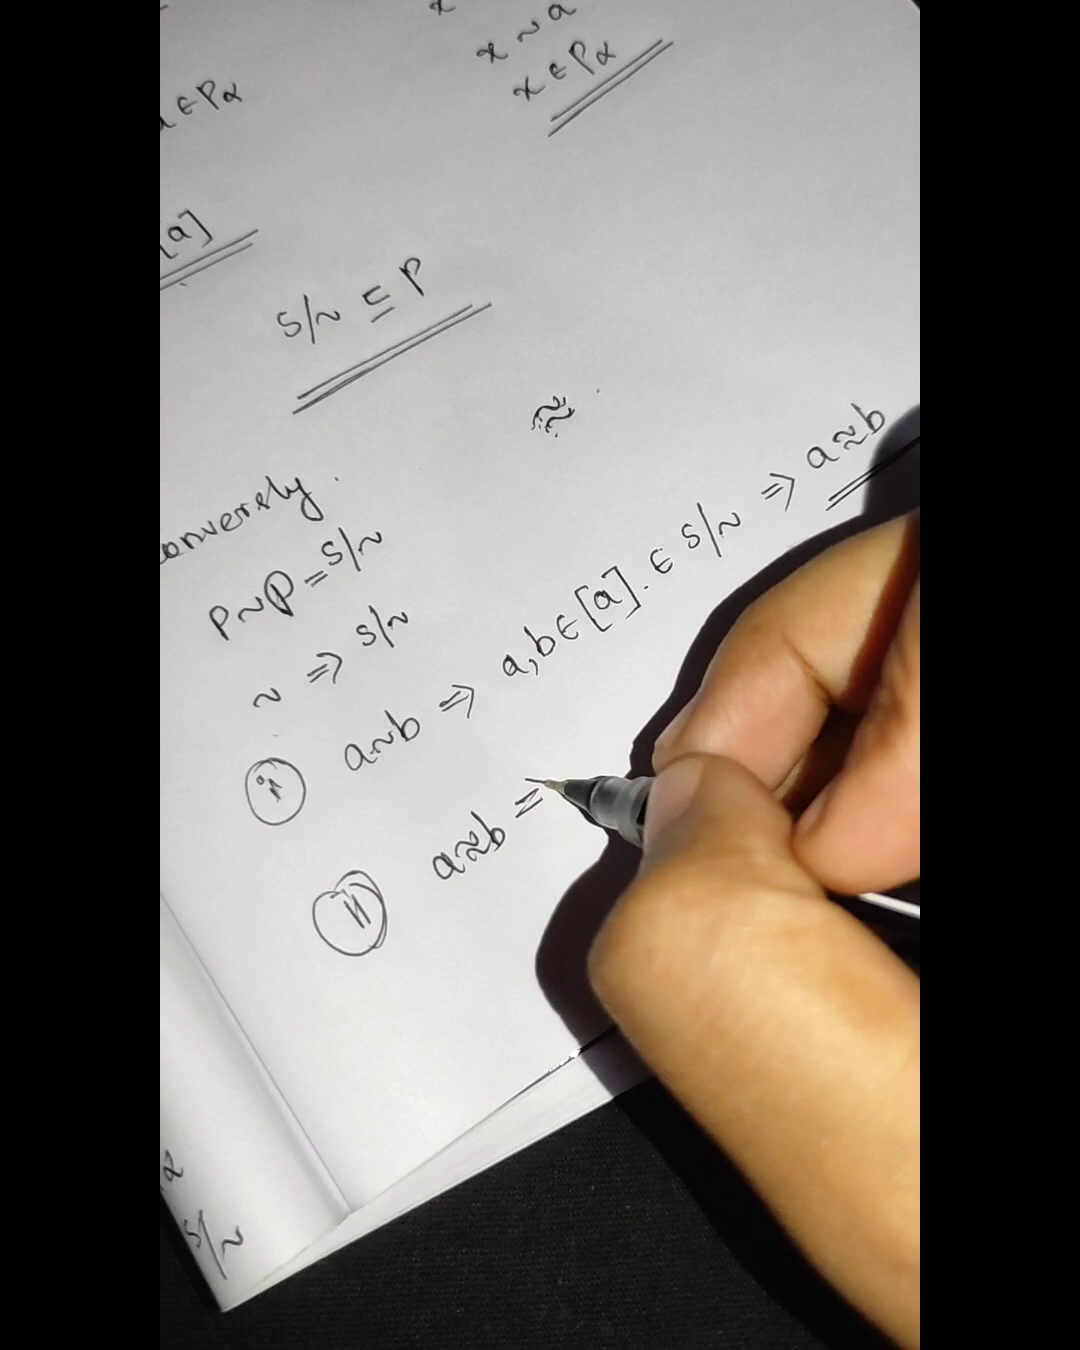 x ~ a
x ∈ Pα
∈ Pα
[a]
S/~ ⊆ P
≈
conversely.
P ~ P = S/~
~ ⇒ S/~
(i) a~b ⇒ a,b ∈ [a]. ∈ S/~ ⇒ a≈b
(ii) a≈b =
S/~